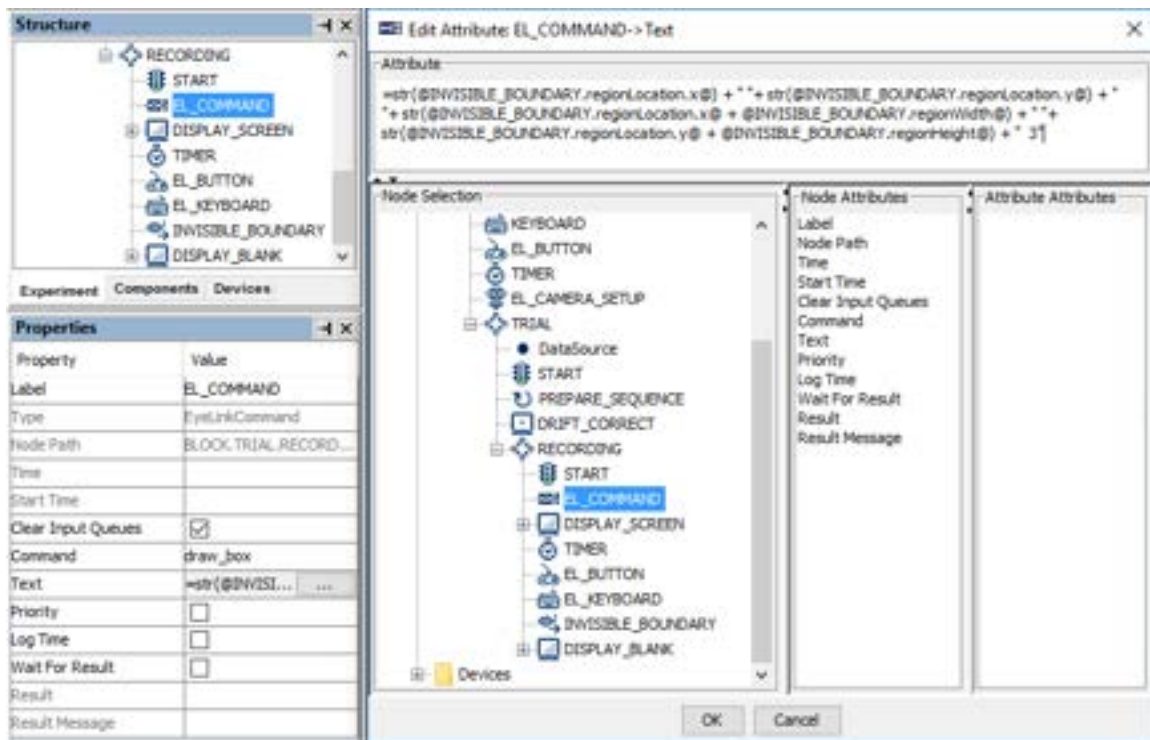 Structure
RECORDING
START
EL_COMMAND
DISPLAY_SCREEN
TIMER
EL_BUTTON
EL_KEYBOARD
INVISIBLE_BOUNDARY
DISPLAY_BLANK
Experiment Components Devices
Properties
Property Value
Label EL_COMMAND
Type EyeLinkCommand
Node Path BLOCK.TRIAL.RECORD...
Time
Start Time
Clear Input Queues
Command draw_box
Text =str(@INVISI... ...
Priority
Log Time
Wait For Result
Result
Result Message
Edit Attribute: EL_COMMAND->Text
Attribute
=str(@INVISIBLE_BOUNDARY.regionLocation.x@) + " "+ str(@INVISIBLE_BOUNDARY.regionLocation.y@) + "
"+ str(@INVISIBLE_BOUNDARY.regionLocation.x@ + @INVISIBLE_BOUNDARY.regionWidth@) + " "+
str(@INVISIBLE_BOUNDARY.regionLocation.y@ + @INVISIBLE_BOUNDARY.regionHeight@) + " 3"
Node Selection
KEYBOARD
EL_BUTTON
TIMER
EL_CAMERA_SETUP
TRIAL
DataSource
START
PREPARE_SEQUENCE
DRIFT_CORRECT
RECORDING
START
EL_COMMAND
DISPLAY_SCREEN
TIMER
EL_BUTTON
EL_KEYBOARD
INVISIBLE_BOUNDARY
DISPLAY_BLANK
Devices
Node Attributes
Label
Node Path
Time
Start Time
Clear Input Queues
Command
Text
Priority
Log Time
Wait For Result
Result
Result Message
Attribute Attributes
OK Cancel